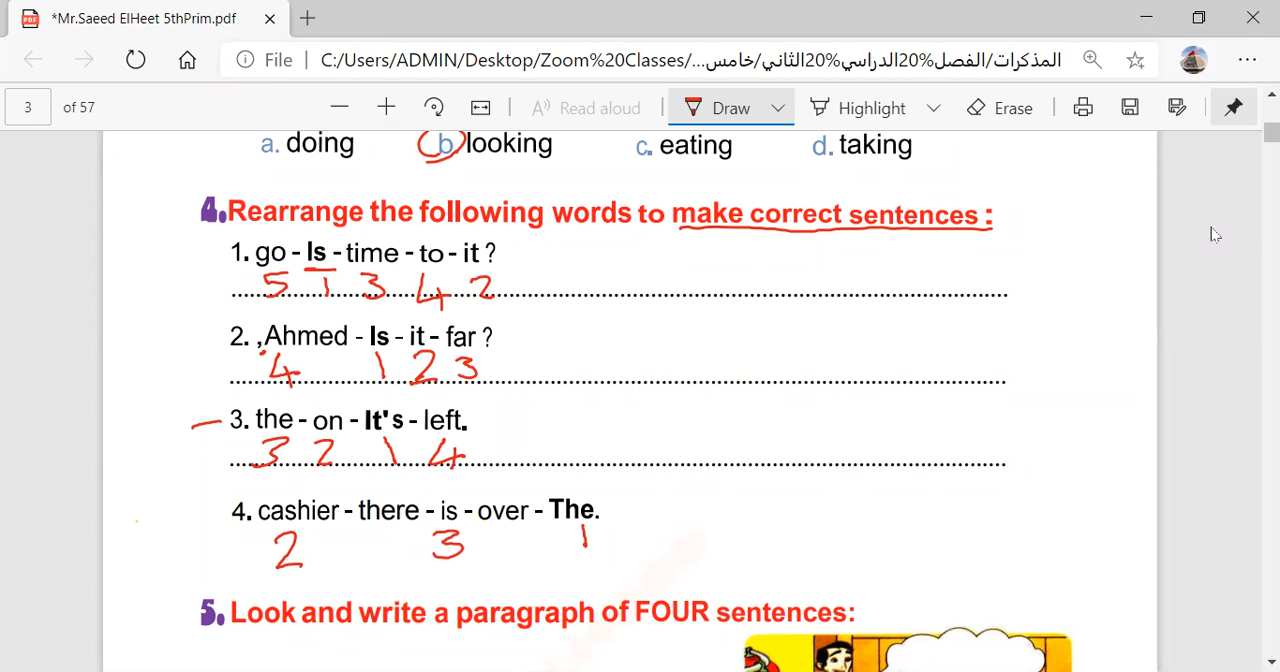 *Mr.Saeed ElHeet 5thPrim.pdf
File C:/Users/ADMIN/Desktop/Zoom%20Classes/المذكرات/الفصل%20الدراسي%20الثاني/خامس...
3 of 57 Read aloud Draw Highlight Erase
a. doing b looking c. eating d. taking
4. Rearrange the following words to make correct sentences :
1. go - Is - time - to - it ?
5 1 3 4 2
2. ,Ahmed - Is - it - far ?
4 1 2 3
3. the - on - It's - left.
3 2 1 4
4. cashier - there - is - over - The.
2 3 1
5. Look and write a paragraph of FOUR sentences: